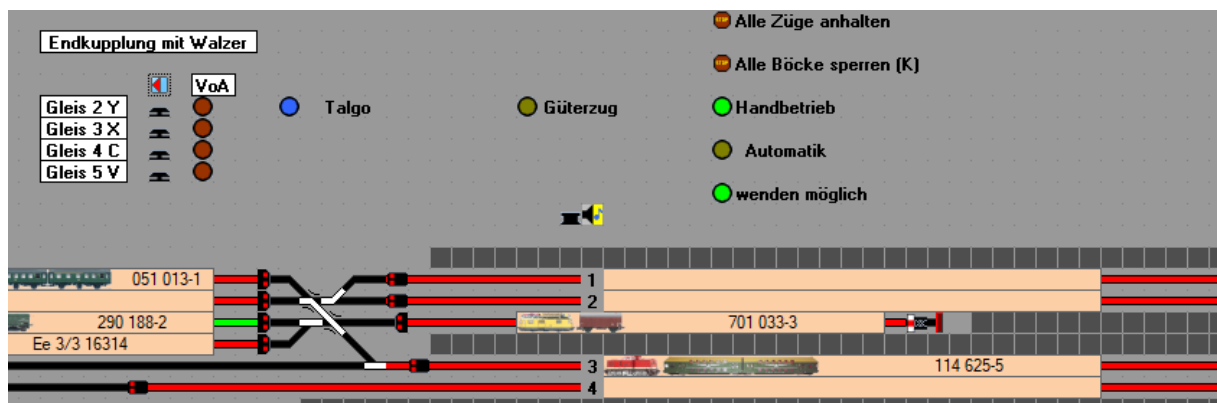 Alle Züge anhalten
Endkupplung mit Walzer
Alle Böcke sperren (K)
VoA
Gleis 2 Y
Talgo
Güterzug
Handbetrieb
Gleis 3 X
Gleis 4 C
Automatik
Gleis 5 V
wenden möglich
051 013-1
1
2
290 188-2
701 033-3
Ee 3/3 16314
3
114 625-5
4